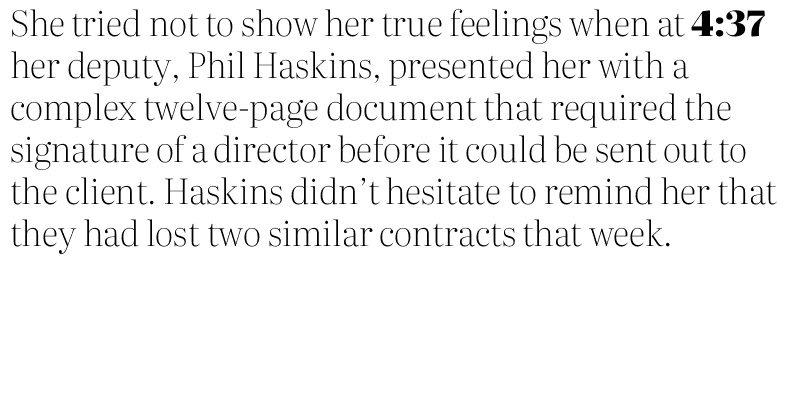 She tried not to show her true feelings when at 4:37
her deputy, Phil Haskins, presented her with a
complex twelve-page document that required the
signature of a director before it could be sent out to
the client. Haskins didn’t hesitate to remind her that
they had lost two similar contracts that week.